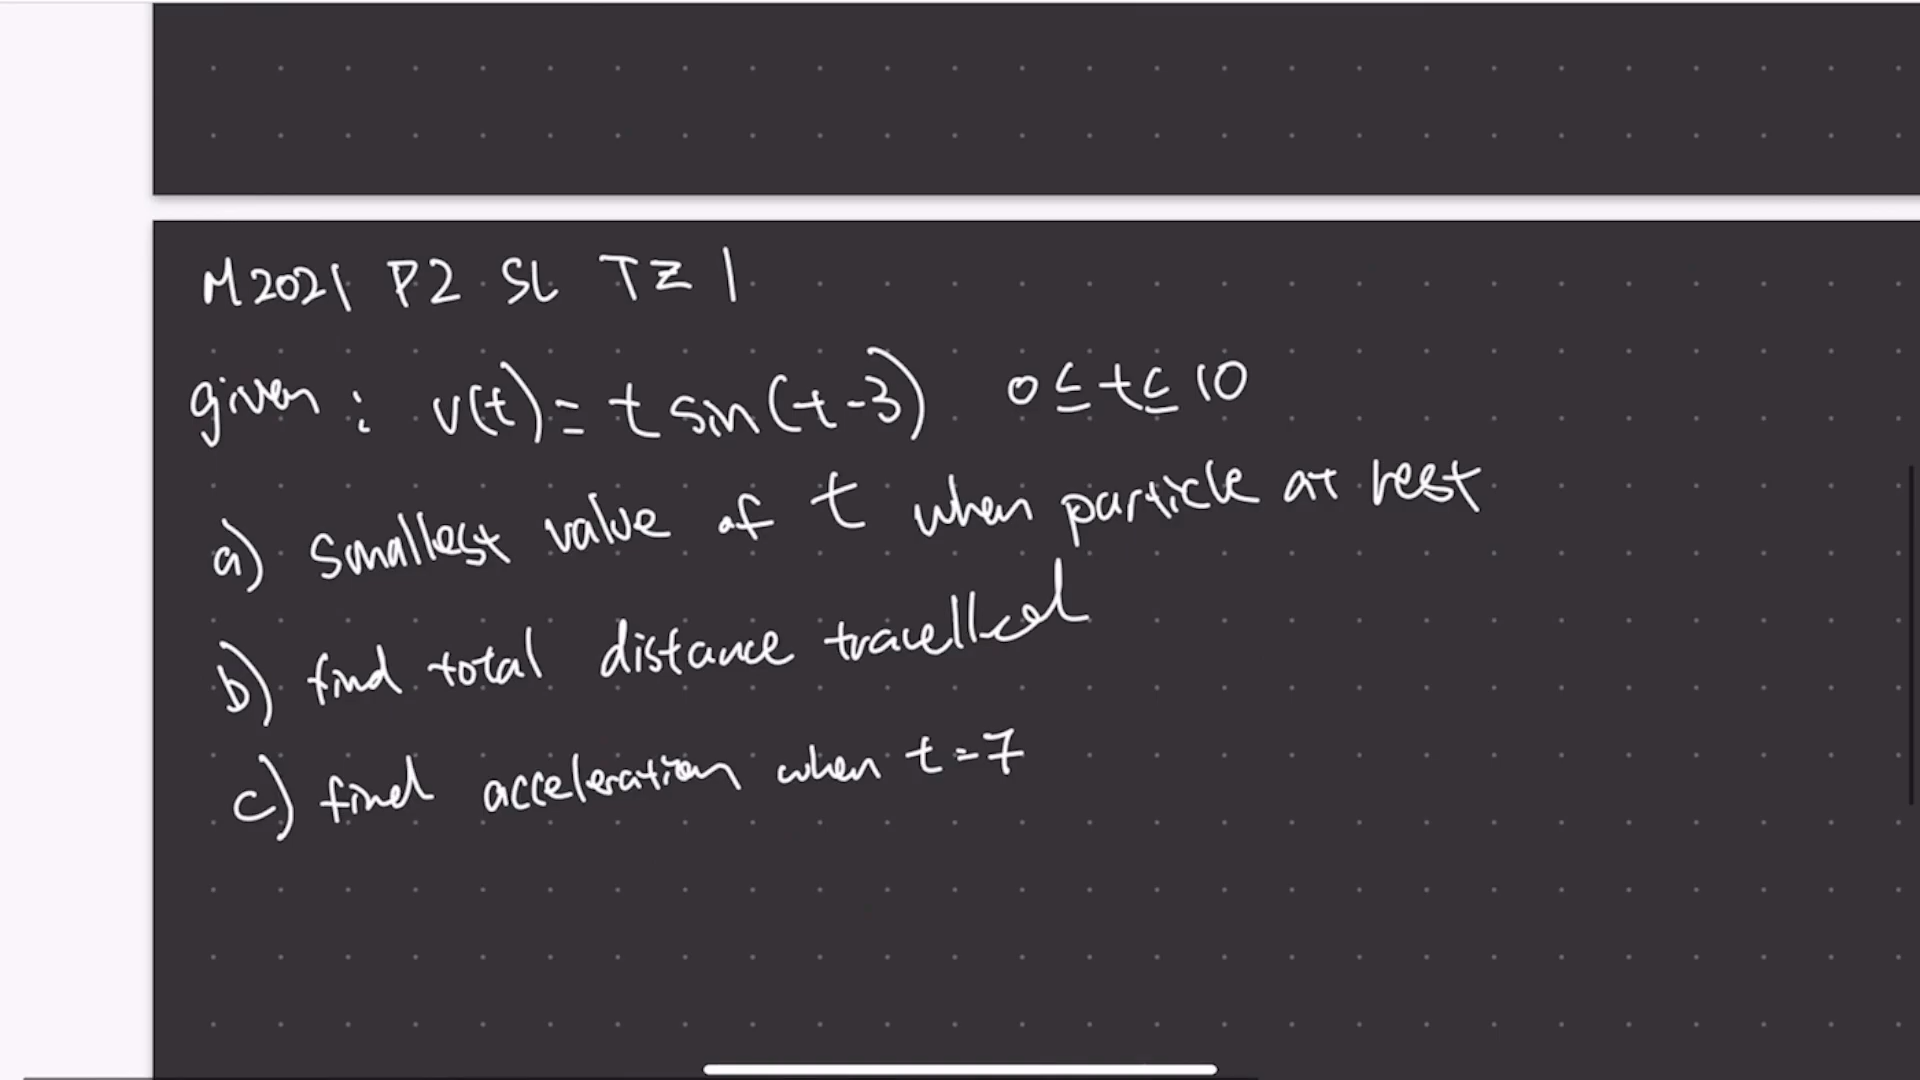 M2021 P2 SL TZ 1
given : v(t) = t sin(t-3) 0 ≤ t ≤ 10
a) smallest value of t when particle at rest
b) find total distance travelled
c) find acceleration when t=7